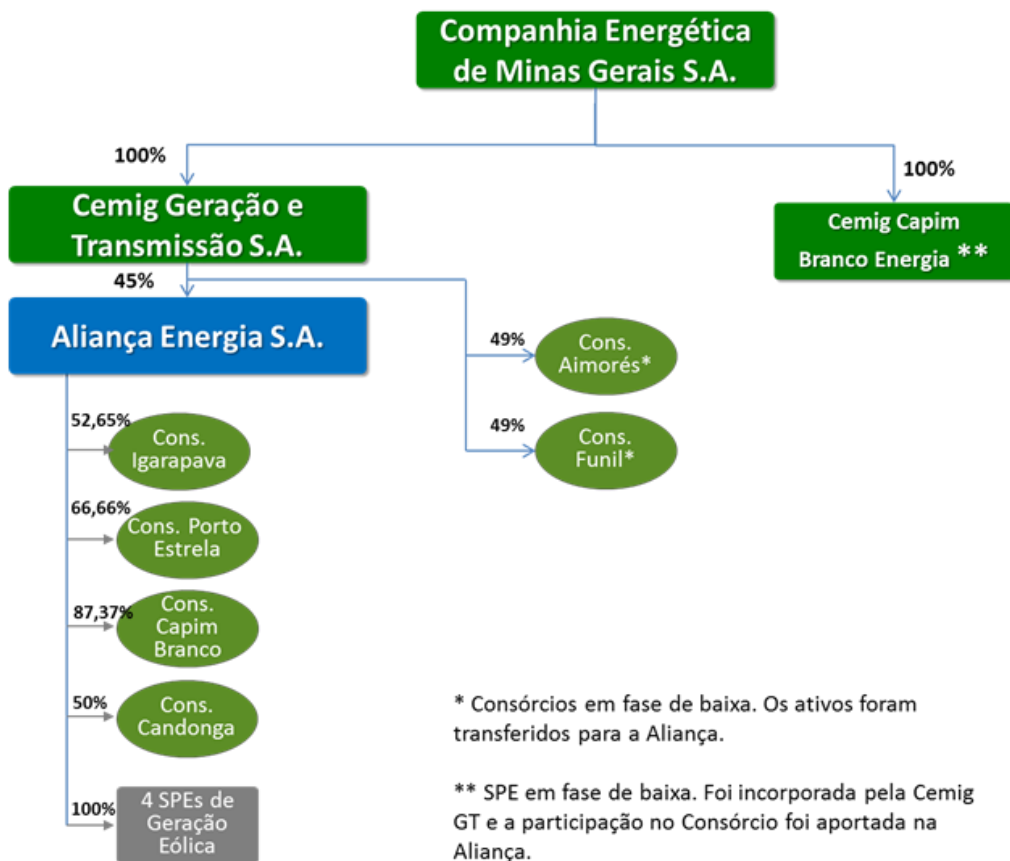 Companhia Energética
de Minas Gerais S.A.
100%
100%
Cemig Geração e
Transmissão S.A.
Cemig Capim
Branco Energia **
45%
Aliança Energia S.A.
49%
Cons.
Aimorés*
49%
Cons.
Funil*
52,65%
Cons.
Igarapava
66,66%
Cons. Porto
Estrela
87,37%
Cons.
Capim
Branco
50%
Cons.
Candonga
100%
4 SPEs de
Geração
Eólica
* Consórcios em fase de baixa. Os ativos foram
transferidos para a Aliança.
** SPE em fase de baixa. Foi incorporada pela Cemig
GT e a participação no Consórcio foi aportada na
Aliança.